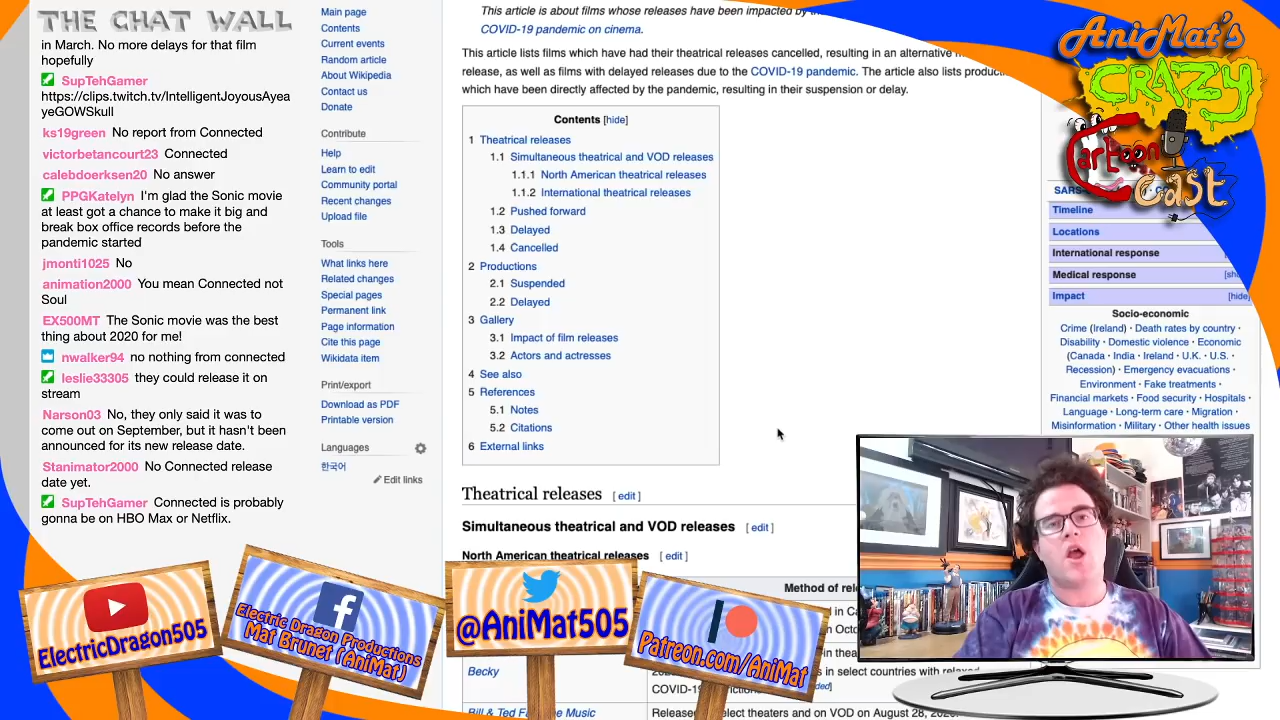 THE CHAT WALL
in March. No more delays for that film
hopefully
SupTehGamer
https://clips.twitch.tv/IntelligentJoyousAyea
yeGOWSkull
ks19green No report from Connected
victorbetancourt23 Connected
calebdoerksen20 No answer
PPGKatelyn I'm glad the Sonic movie
at least got a chance to make it big and
break box office records before the
pandemic started
jmonti1025 No
animation2000 You mean Connected not
Soul
EX500MT The Sonic movie was the best
thing about 2020 for me!
nwalker94 no nothing from connected
leslie33305 they could release it on
stream
Narson03 No, they only said it was to
come out on September, but it hasn't been
announced for its new release date.
Stanimator2000 No Connected release
date yet.
SupTehGamer Connected is probably
gonna be on HBO Max or Netflix.
Main page
Contents
Current events
Random article
About Wikipedia
Contact us
Donate
Contribute
Help
Learn to edit
Community portal
Recent changes
Upload file
Tools
What links here
Related changes
Special pages
Permanent link
Page information
Cite this page
Wikidata item
Print/export
Download as PDF
Printable version
Languages
한국어
Edit links
This article is about films whose releases have been impacted by
COVID-19 pandemic on cinema.
This article lists films which have had their theatrical releases cancelled, resulting in an alternative
release, as well as films with delayed releases due to the COVID-19 pandemic. The article also lists
which have been directly affected by the pandemic, resulting in their suspension or delay.
Contents [hide]
1 Theatrical releases
1.1 Simultaneous theatrical and VOD releases
1.1.1 North American theatrical releases
1.1.2 International theatrical releases
1.2 Pushed forward
1.3 Delayed
1.4 Cancelled
2 Productions
2.1 Suspended
2.2 Delayed
3 Gallery
3.1 Impact of film releases
3.2 Actors and actresses
4 See also
5 References
5.1 Notes
5.2 Citations
6 External links
Theatrical releases [ edit ]
Simultaneous theatrical and VOD releases [ edit ]
North American theatrical releases [ edit ]
Method of
Becky
in select countries with
COVID-19
Bill & Ted Music
select theaters and on VOD on August 28,
AniMat's
CRAZY
Cartoon
Cast
Timeline
Locations
International response
Medical response
Impact [hide]
Socio-economic
Crime (Ireland) · Death rates by country ·
Disability · Domestic violence · Economic
(Canada · India · Ireland · U.K. · U.S. ·
Recession) · Emergency evacuations ·
Environment · Fake treatments ·
Financial markets · Food security · Hospitals ·
Language · Long-term care · Migration ·
Misinformation · Military · Other health issues
ElectricDragon505
Electric Dragon Productions
Mat Brunet (AniMat)
@AniMat505
Patreon.com/AniMat